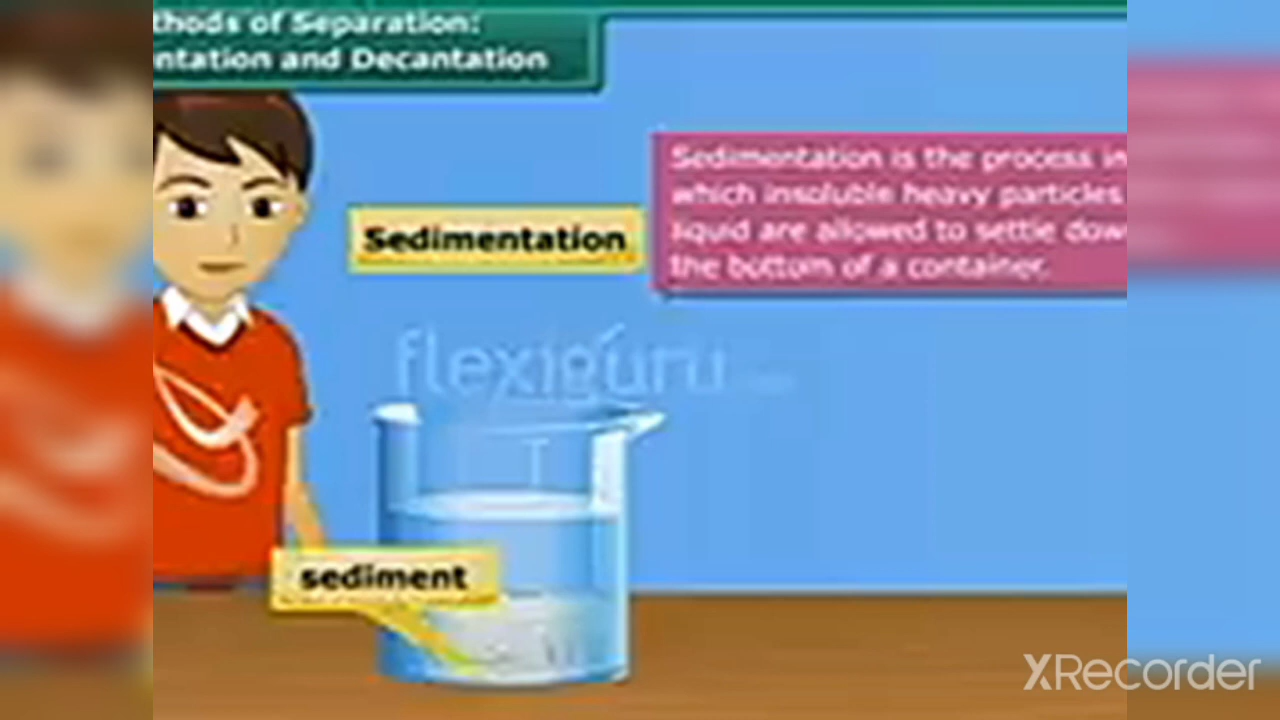 thods of Separation:
ntation and Decantation
Sedimentation is the process in
which insoluble heavy particles
liquid are allowed to settle dow
the bottom of a container.
Sedimentation
flexiguru
sediment
XRecorder